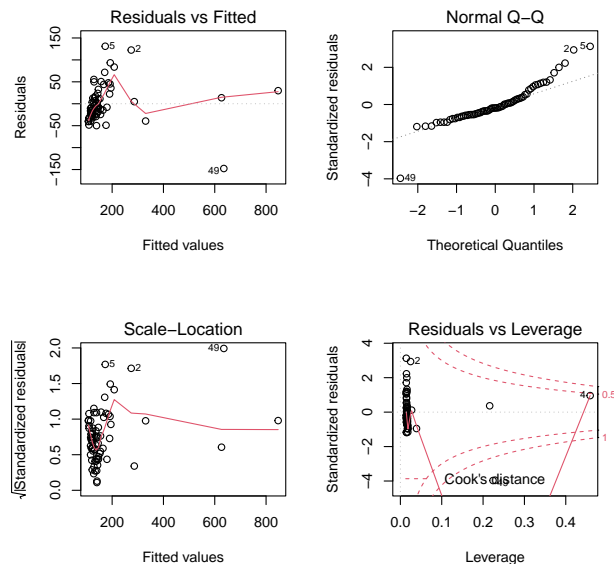 Residuals vs Fitted
Residuals
150
50
−50
−150
5
2
49
200 400 600 800
Fitted values
Normal Q−Q
Standardized residuals
2
0
−2
−4
2
5
49
−2 −1 0 1 2
Theoretical Quantiles
Scale−Location
√|Standardized residuals|
2.0
1.5
1.0
0.5
0.0
49
5
2
200 400 600 800
Fitted values
Residuals vs Leverage
Standardized residuals
4
2
0
−2
−4
2
4
0.5
1
Cook's distance
0.0 0.1 0.2 0.3 0.4
Leverage